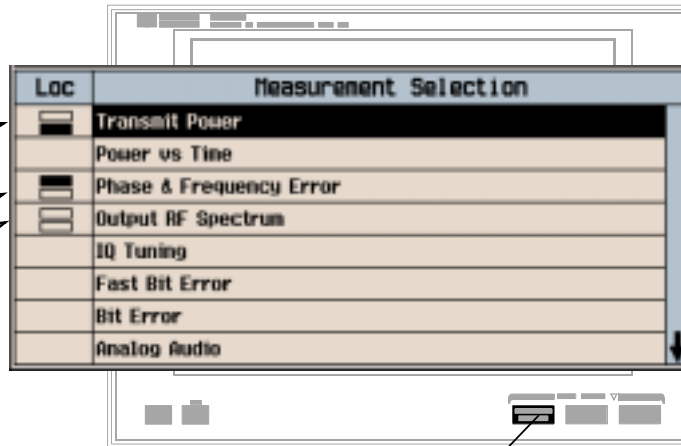 Loc Measurement Selection
Transmit Power
Power vs Time
Phase & Frequency Error
Output RF Spectrum
IQ Tuning
Fast Bit Error
Bit Error
Analog Audio